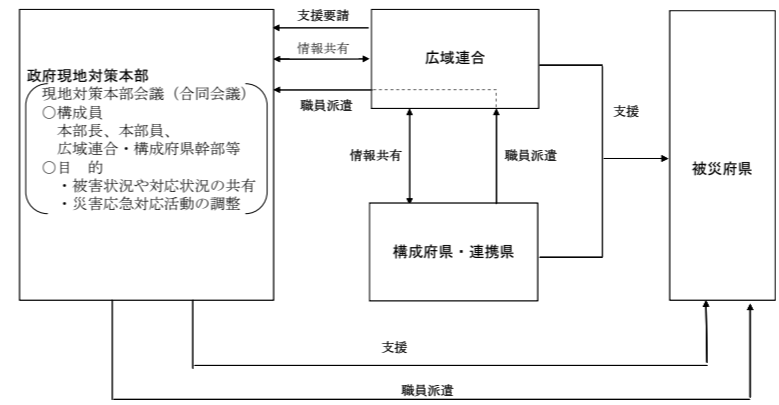 支援要請
情報共有
職員派遣
広域連合
政府現地対策本部
現地対策本部会議（合同会議）
○構成員
本部長、本部員、
広域連合・構成府県幹部等
○目　的
・被害状況や対応状況の共有
・災害応急対応活動の調整
情報共有
職員派遣
支援
被災府県
構成府県・連携県
支援
職員派遣